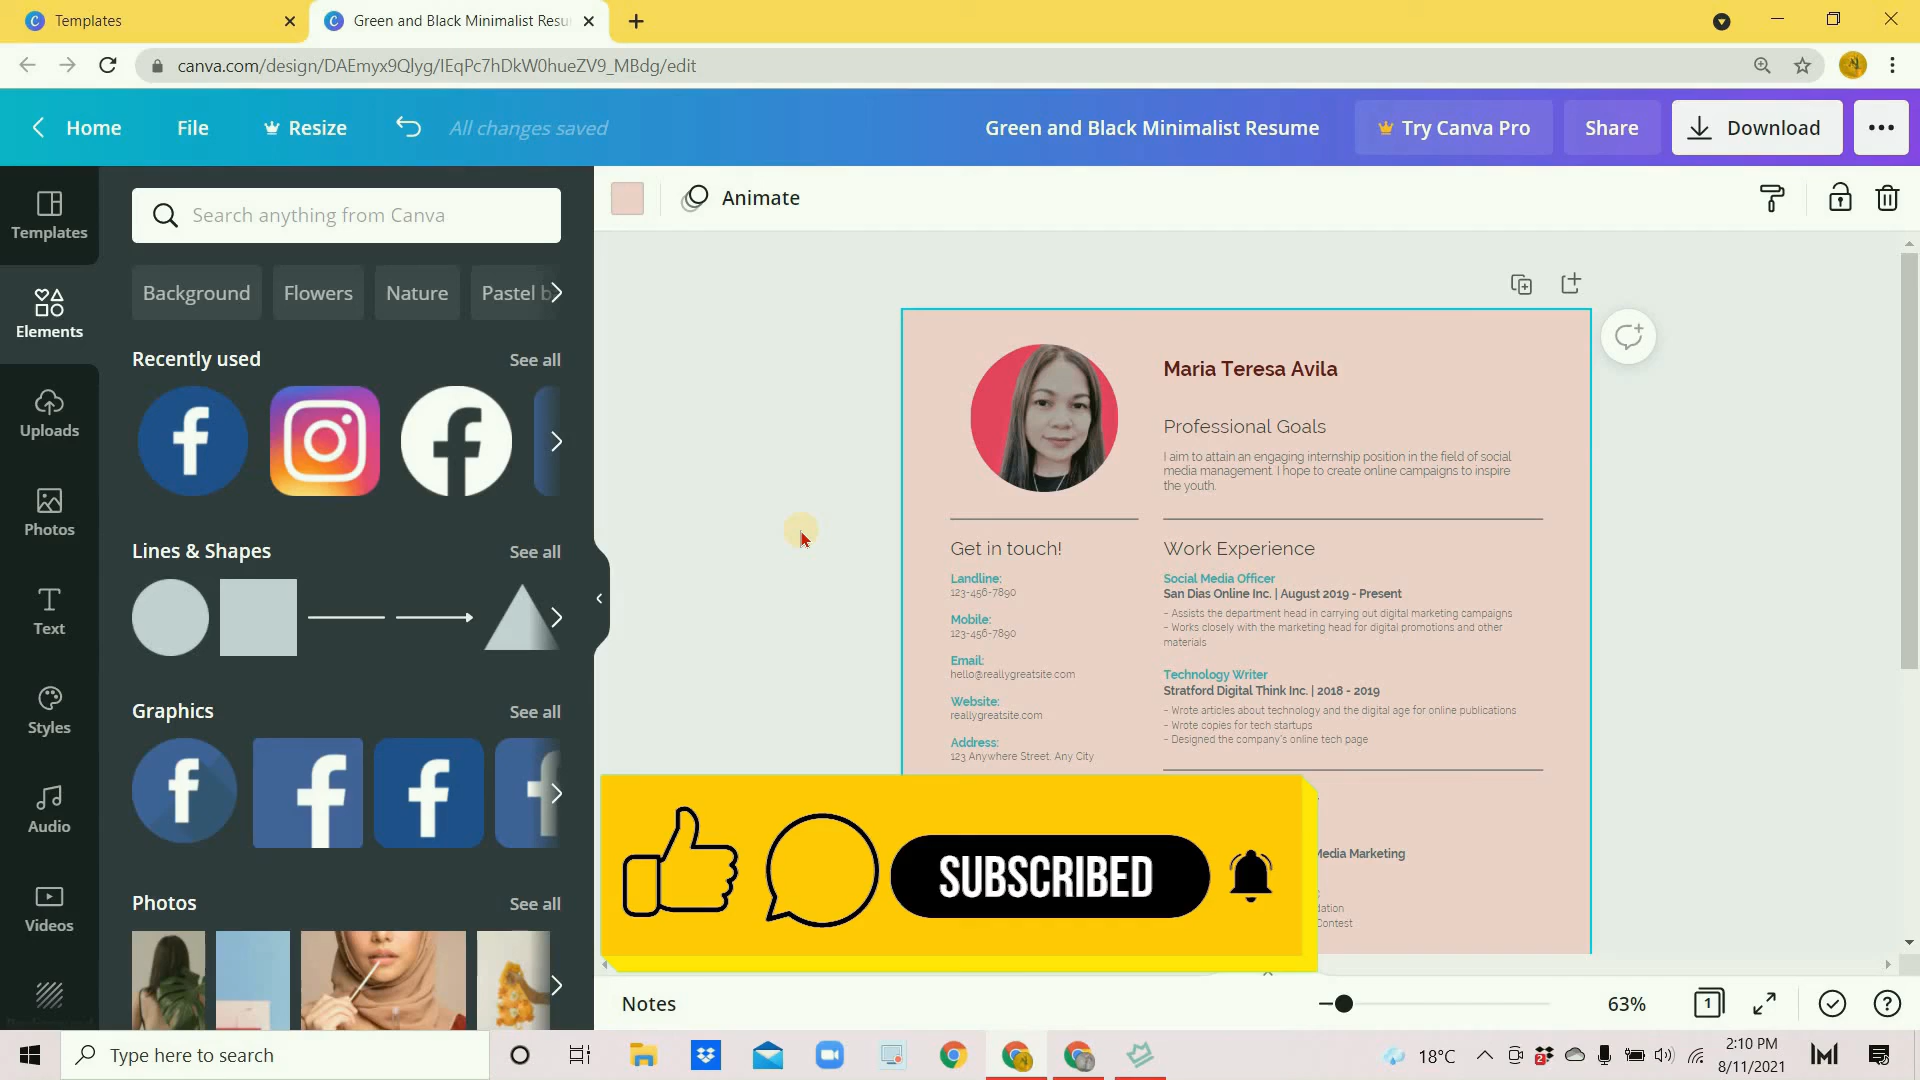 Templates
Green and Black Minimalist Resu
canva.com/design/DAEmyx9Qlyg/IEqPc7hDkW0hueZV9_MBdg/edit
Home
File
Resize
All changes saved
Green and Black Minimalist Resume
Try Canva Pro
Share
Download
Templates
Elements
Uploads
Photos
Text
Styles
Audio
Videos
Search anything from Canva
Background
Flowers
Nature
Pastel b
Recently used
See all
Lines & Shapes
See all
Graphics
See all
Photos
See all
Animate
Maria Teresa Avila
Professional Goals
I aim to attain an engaging internship position in the field of social
media management. I hope to create online campaigns to inspire
the youth.
Get in touch!
Landline:
123-456-7890
Mobile:
123-456-7890
Email:
hello@reallygreatsite.com
Website:
reallygreatsite.com
Address:
123 Anywhere Street, Any City
Work Experience
Social Media Officer
San Dias Online Inc. | August 2019 - Present
- Assists the department head in carrying out digital marketing campaigns
- Works closely with the marketing head for digital promotions and other
materials
Technology Writer
Stratford Digital Think Inc. | 2018 - 2019
- Wrote articles about technology and the digital age for online publications
- Wrote copies for tech startups
- Designed the company's online tech page
Media Marketing
dation
Contest
SUBSCRIBED
Notes
63%
1
Type here to search
18°C
2:10 PM
8/11/2021